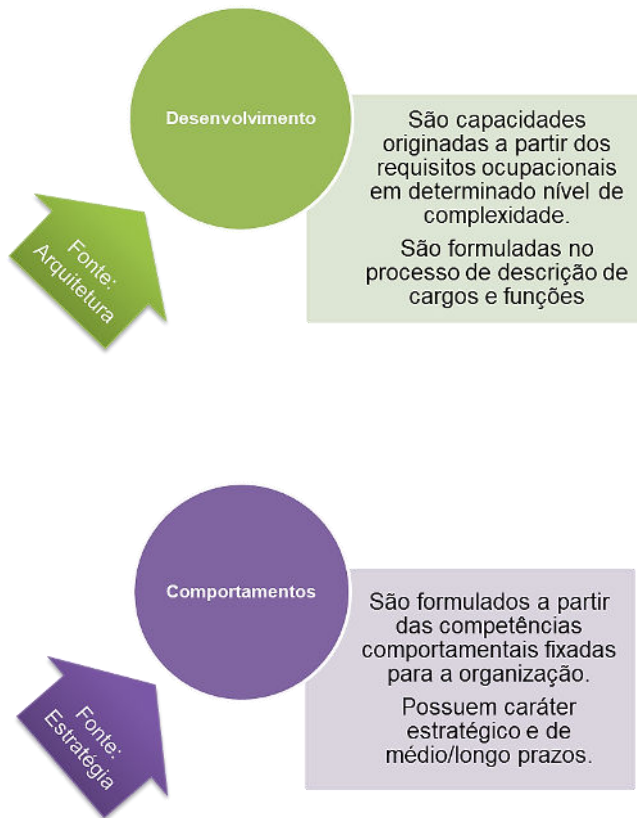 Desenvolvimento
São capacidades
originadas a partir dos
requisitos ocupacionais
em determinado nível de
complexidade.
São formuladas no
processo de descrição de
cargos e funções
Fonte:
Arquitetura
Comportamentos
São formulados a partir
das competências
comportamentais fixadas
para a organização.
Possuem caráter
estratégico e de
médio/longo prazos.
Fonte:
Estratégia